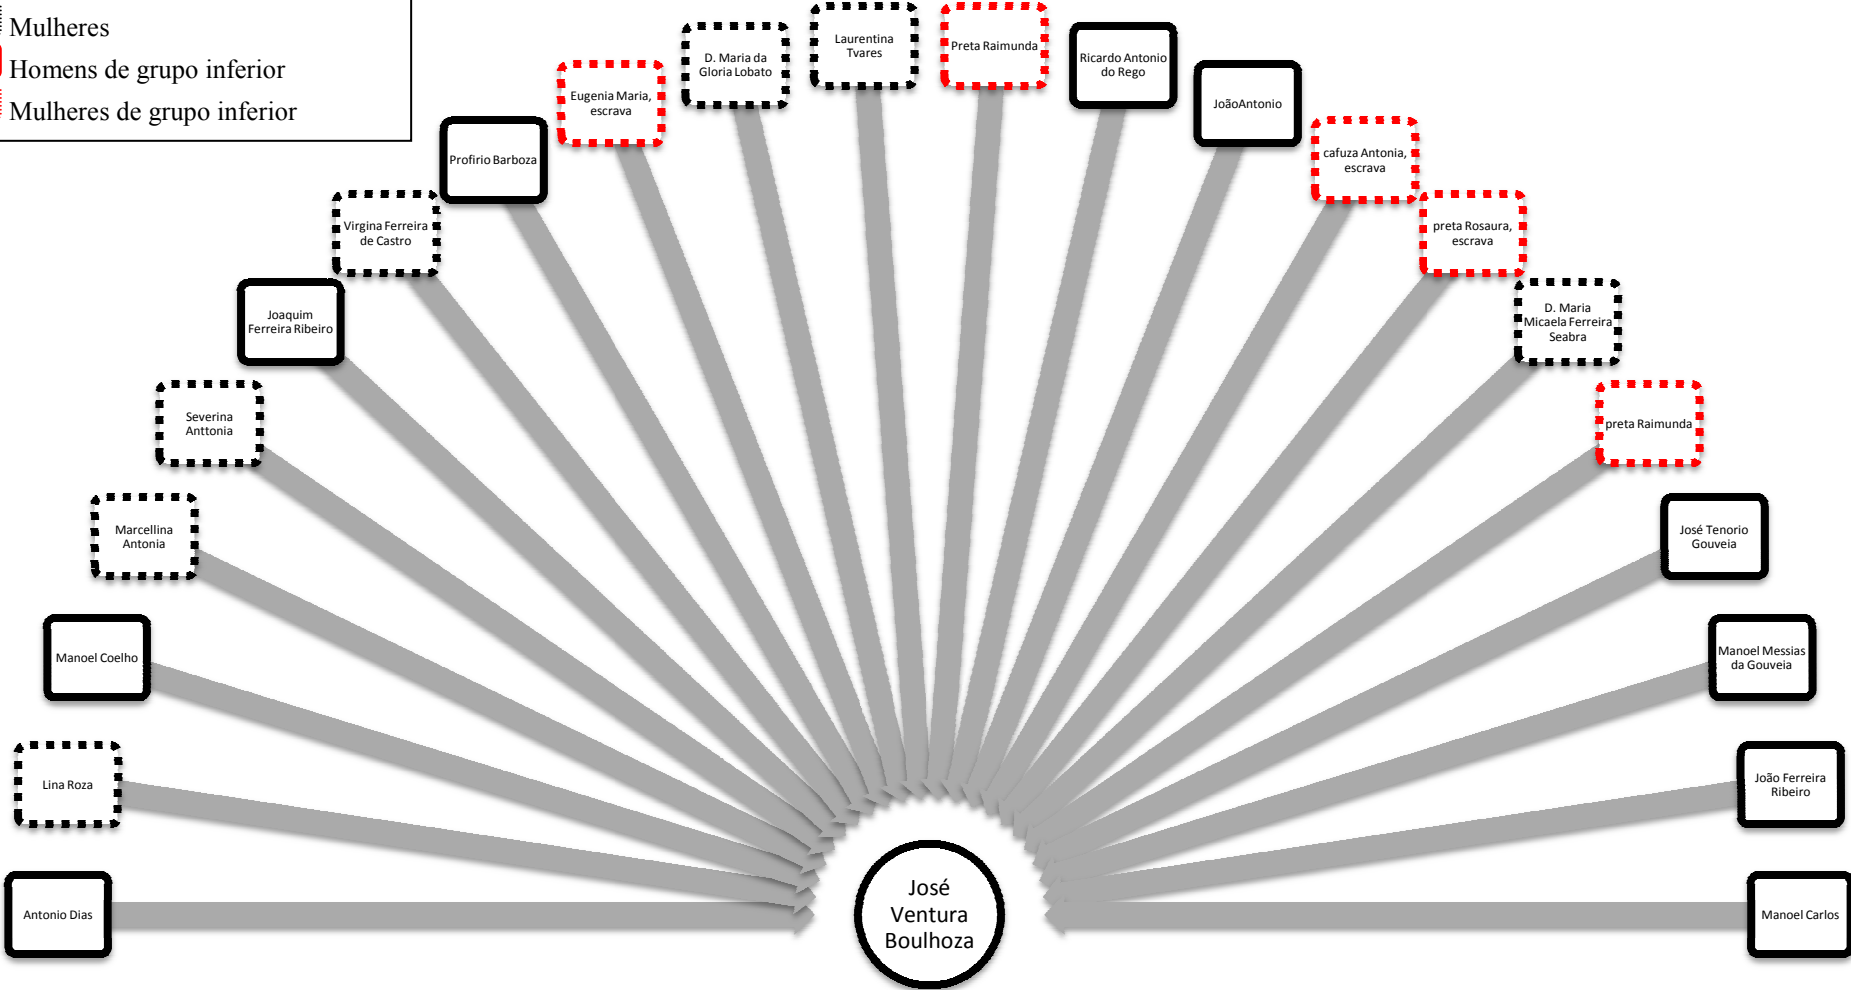 Mulheres
Homens de grupo inferior
Mulheres de grupo inferior
Antonio Dias
Lina Roza
Manoel Coelho
Marcellina
Antonia
Severina
Anttonia
Joaquim
Ferreira Ribeiro
Virgina Ferreira
de Castro
Profirio Barboza
Eugenia Maria,
escrava
D. Maria da
Gloria Lobato
Laurentina
Tvares
Preta Raimunda
Ricardo Antonio
do Rego
JoãoAntonio
cafuza Antonia,
escrava
preta Rosaura,
escrava
D. Maria
Micaela Ferreira
Seabra
preta Raimunda
José Tenorio
Gouveia
Manoel Messias
da Gouveia
João Ferreira
Ribeiro
Manoel Carlos
José
Ventura
Boulhoza